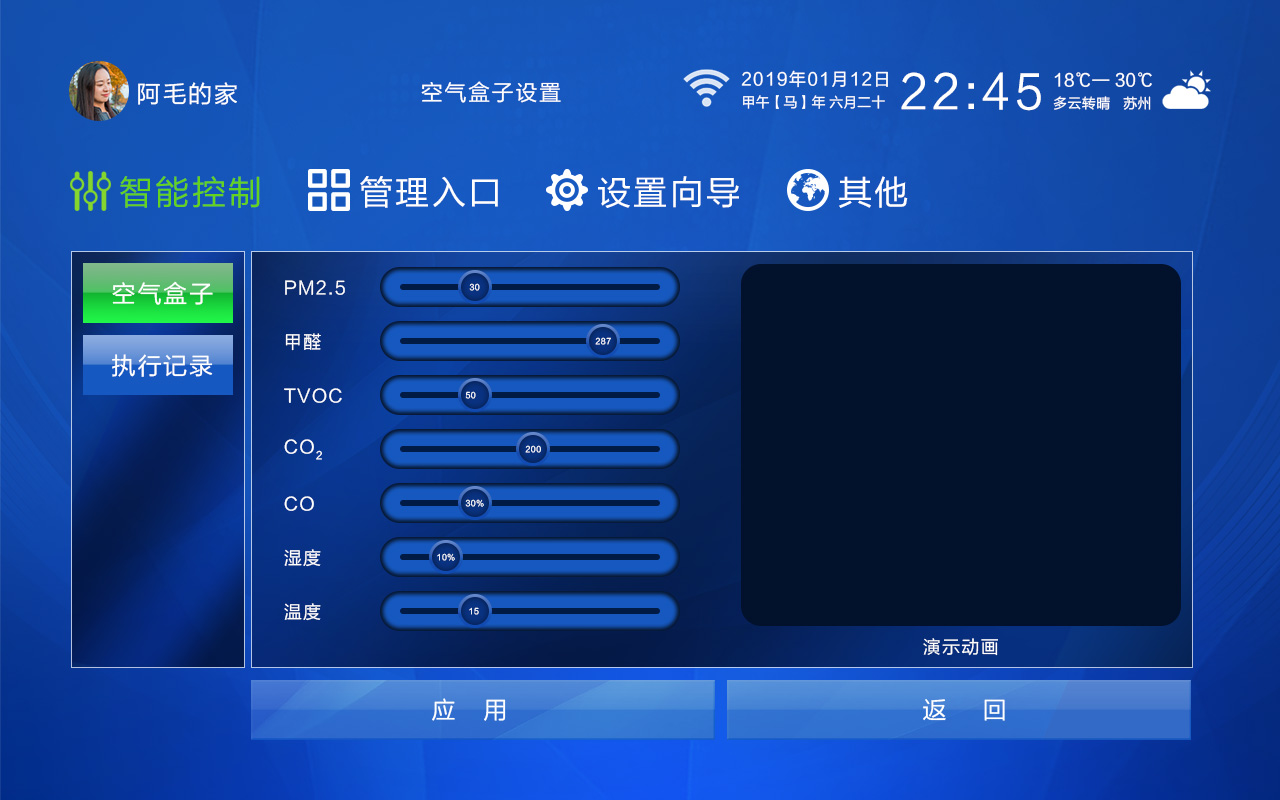 阿毛的家
空气盒子设置
2019年01月12日
甲午【马】年 六月二十
22:45
18℃— 30℃
多云转晴 苏州
智能控制
管理入口
设置向导
其他
空气盒子
执行记录
PM2.5
30
甲醛
287
TVOC
50
CO₂
200
CO
30%
湿度
10%
温度
15
演示动画
应 用
返 回